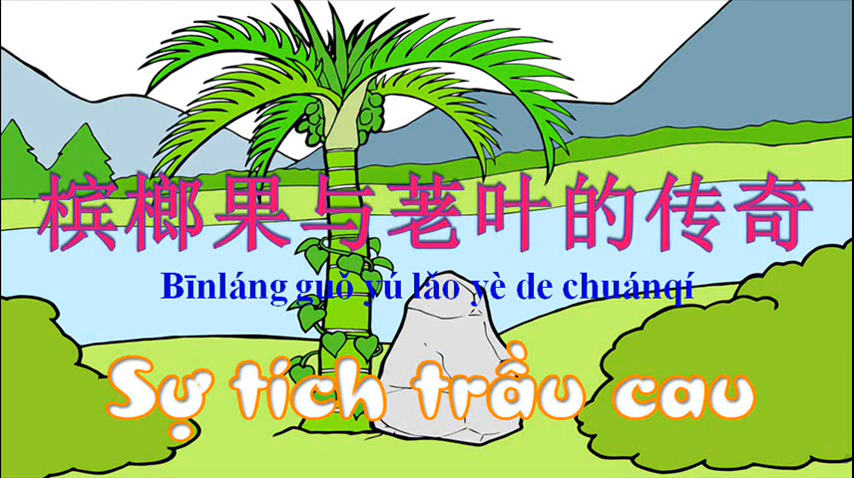 槟榔果与荖叶的传奇
Bīnláng guǒ yú lǎo yè de chuánqí
Sự tích trầu cau